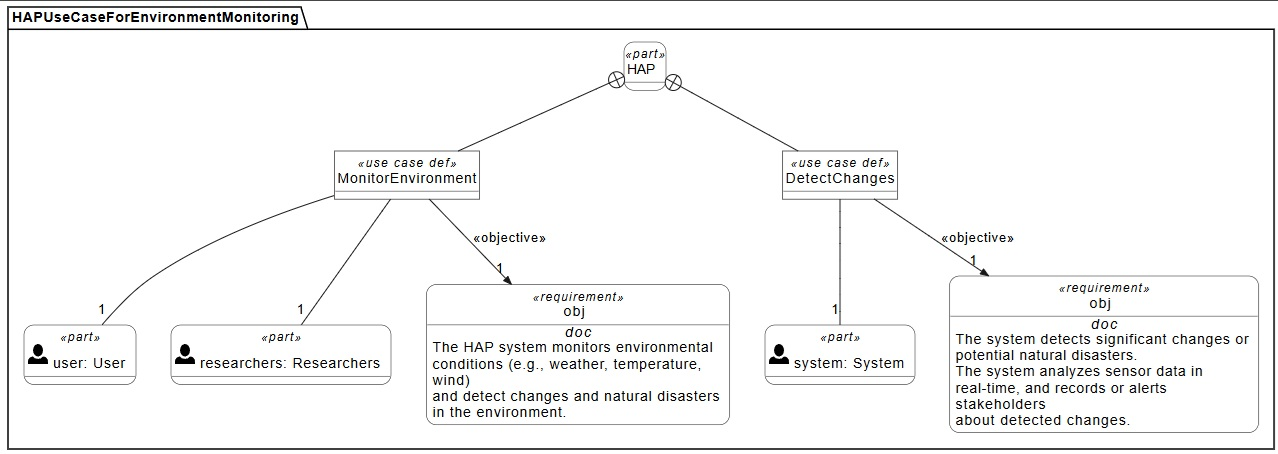 HAPUseCaseForEnvironmentMonitoring
«part»
HAP
«use case def»
MonitorEnvironment
«use case def»
DetectChanges
«objective»
1
«objective»
1
1
1
1
«part»
user: User
«part»
researchers: Researchers
«requirement»
obj
doc
The HAP system monitors environmental
conditions (e.g., weather, temperature,
wind)
and detect changes and natural disasters
in the environment.
«part»
system: System
«requirement»
obj
doc
The system detects significant changes or
potential natural disasters.
The system analyzes sensor data in
real-time, and records or alerts
stakeholders
about detected changes.